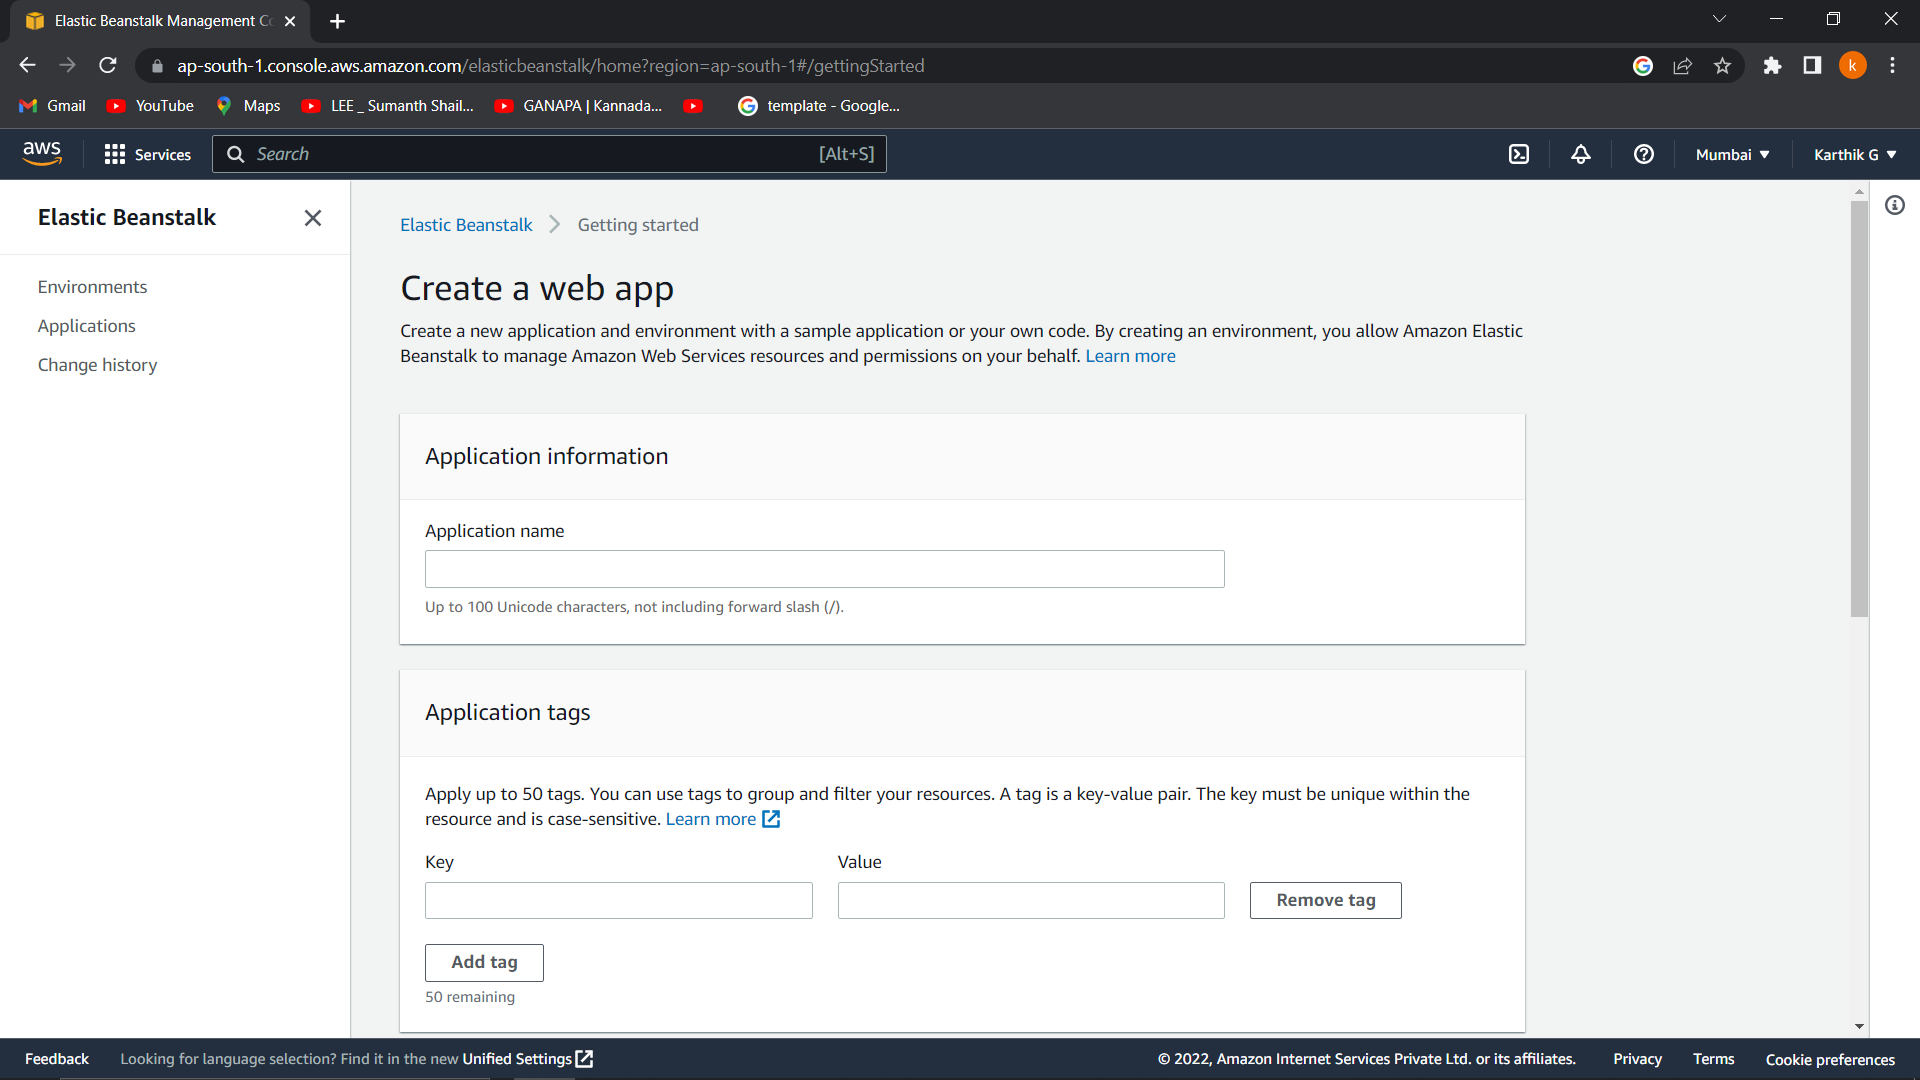 Elastic Beanstalk Management Co
ap-south-1.console.aws.amazon.com/elasticbeanstalk/home?region=ap-south-1#/gettingStarted
k
Gmail YouTube Maps LEE _ Sumanth Shail... GANAPA | Kannada... template - Google...
aws Services Search [Alt+S] Mumbai Karthik G
Elastic Beanstalk
Environments
Applications
Change history
Elastic Beanstalk Getting started
Create a web app
Create a new application and environment with a sample application or your own code. By creating an environment, you allow Amazon Elastic
Beanstalk to manage Amazon Web Services resources and permissions on your behalf. Learn more
Application information
Application name
Up to 100 Unicode characters, not including forward slash (/).
Application tags
Apply up to 50 tags. You can use tags to group and filter your resources. A tag is a key-value pair. The key must be unique within the
resource and is case-sensitive. Learn more
Key Value
Remove tag
Add tag
50 remaining
Feedback Looking for language selection? Find it in the new Unified Settings © 2022, Amazon Internet Services Private Ltd. or its affiliates. Privacy Terms Cookie preferences